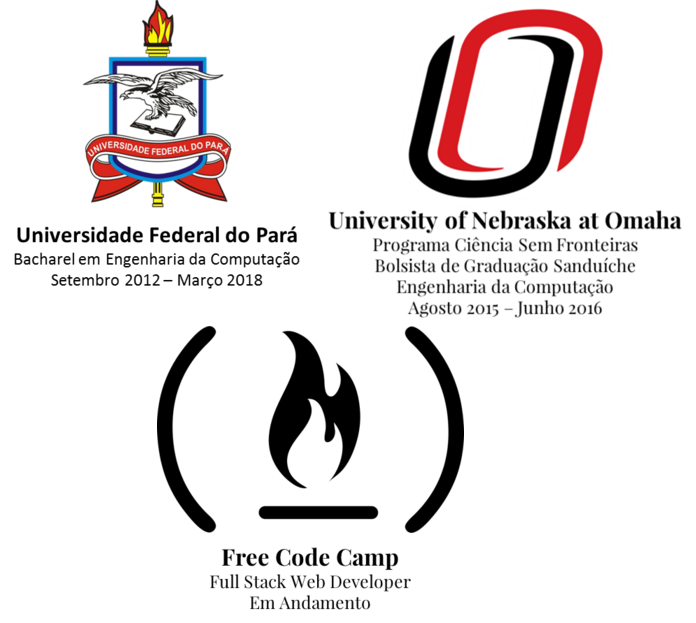 UNIVERSIDADE FEDERAL DO PARÁ
Universidade Federal do Pará
Bacharel em Engenharia da Computação
Setembro 2012 – Março 2018
University of Nebraska at Omaha
Programa Ciência Sem Fronteiras
Bolsista de Graduação Sanduíche
Engenharia da Computação
Agosto 2015 – Junho 2016
Free Code Camp
Full Stack Web Developer
Em Andamento